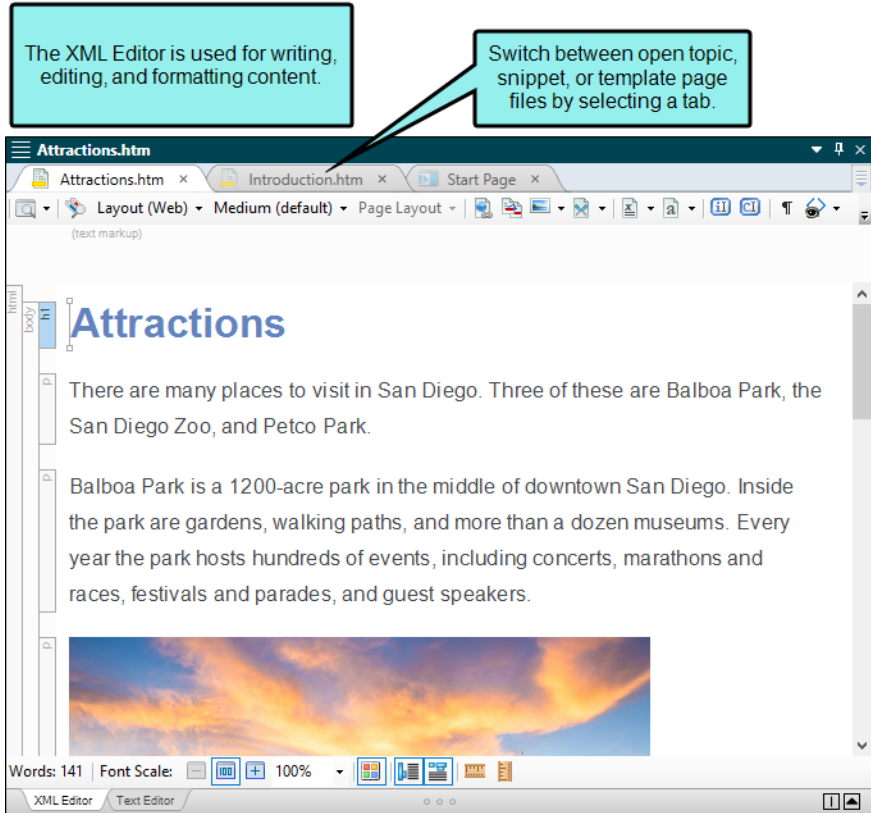 The XML Editor is used for writing,
editing, and formatting content.
Switch between open topic,
snippet, or template page
files by selecting a tab.
Attractions.htm
Attractions.htm × Introduction.htm × Start Page ×
Layout (Web) Medium (default) Page Layout x a iI CI ¶
(text markup)
html
body
h1
Attractions
p
There are many places to visit in San Diego. Three of these are Balboa Park, the
San Diego Zoo, and Petco Park.
p
Balboa Park is a 1200-acre park in the middle of downtown San Diego. Inside
the park are gardens, walking paths, and more than a dozen museums. Every
year the park hosts hundreds of events, including concerts, marathons and
races, festivals and parades, and guest speakers.
p
Words: 141 Font Scale: 100 100%
XML Editor Text Editor